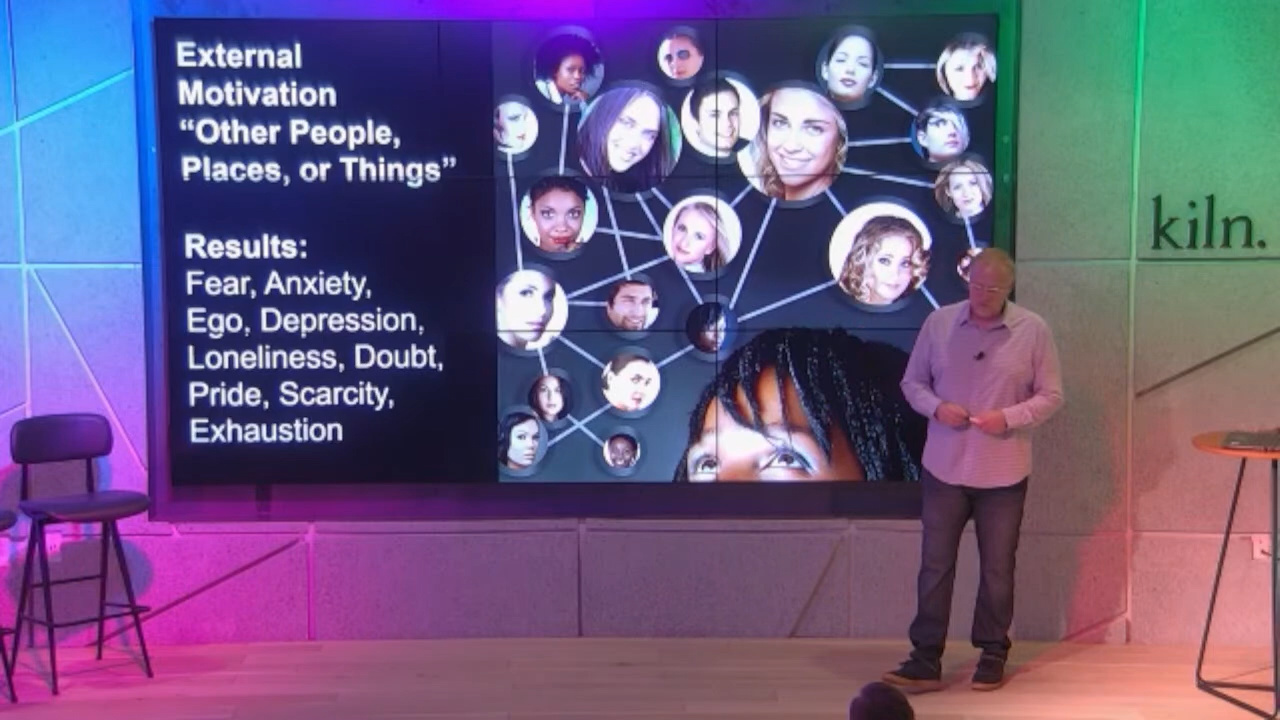 External
Motivation
“Other People,
Places, or Things”
Results:
Fear, Anxiety,
Ego, Depression,
Loneliness, Doubt,
Pride, Scarcity,
Exhaustion
kiln.